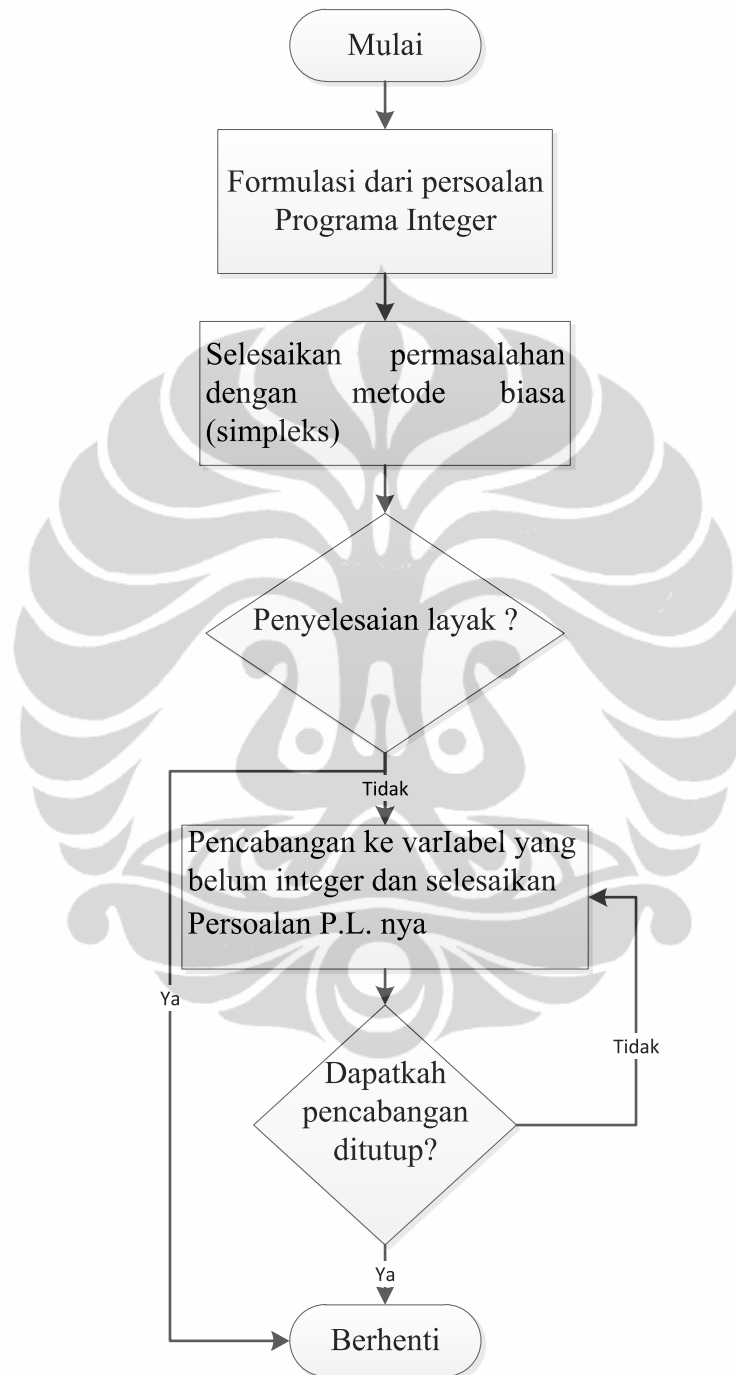 Mulai
Formulasi dari persoalan
Programa Integer
Selesaikan permasalahan
dengan metode biasa
(simpleks)
Penyelesaian layak ?
Tidak
Pencabangan ke varIabel yang
belum integer dan selesaikan
Persoalan P.L. nya
Ya
Tidak
Dapatkah
pencabangan
ditutup?
Ya
Berhenti